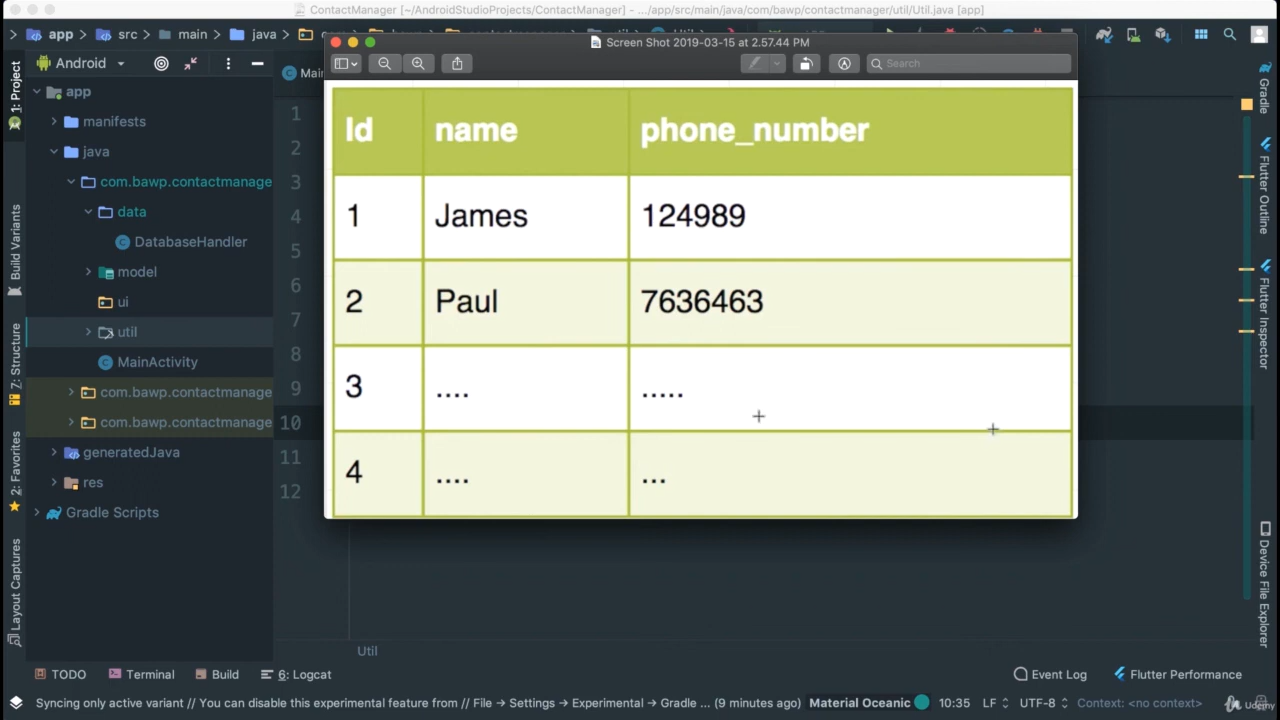 ContactManager [~/AndroidStudioProjects/ContactManager] - .../app/src/main/java/com/bawp/contactmanager/util/Util.java [app]
app
src
main
java
Screen Shot 2019-03-15 at 2.57.44 PM
Android
Search
1: Project
Build Variants
7: Structure
2: Favorites
Layout Captures
app
manifests
java
com.bawp.contactmanage
data
DatabaseHandler
model
ui
util
MainActivity
com.bawp.contactmanage
com.bawp.contactmanage
generatedJava
res
Gradle Scripts
Mai
1
2
3
4
5
6
7
8
9
10
11
12
Id name phone_number
1 James 124989
2 Paul 7636463
3 .... .....
4 .... ...
Gradle
Flutter Outline
Flutter Inspector
Device File Explorer
Util
TODO Terminal Build 6: Logcat Event Log Flutter Performance
Syncing only active variant // You can disable this experimental feature from // File → Settings → Experimental → Gradle ... (9 minutes ago) Material Oceanic 10:35 LF UTF-8 Context: <no context>
Udemy